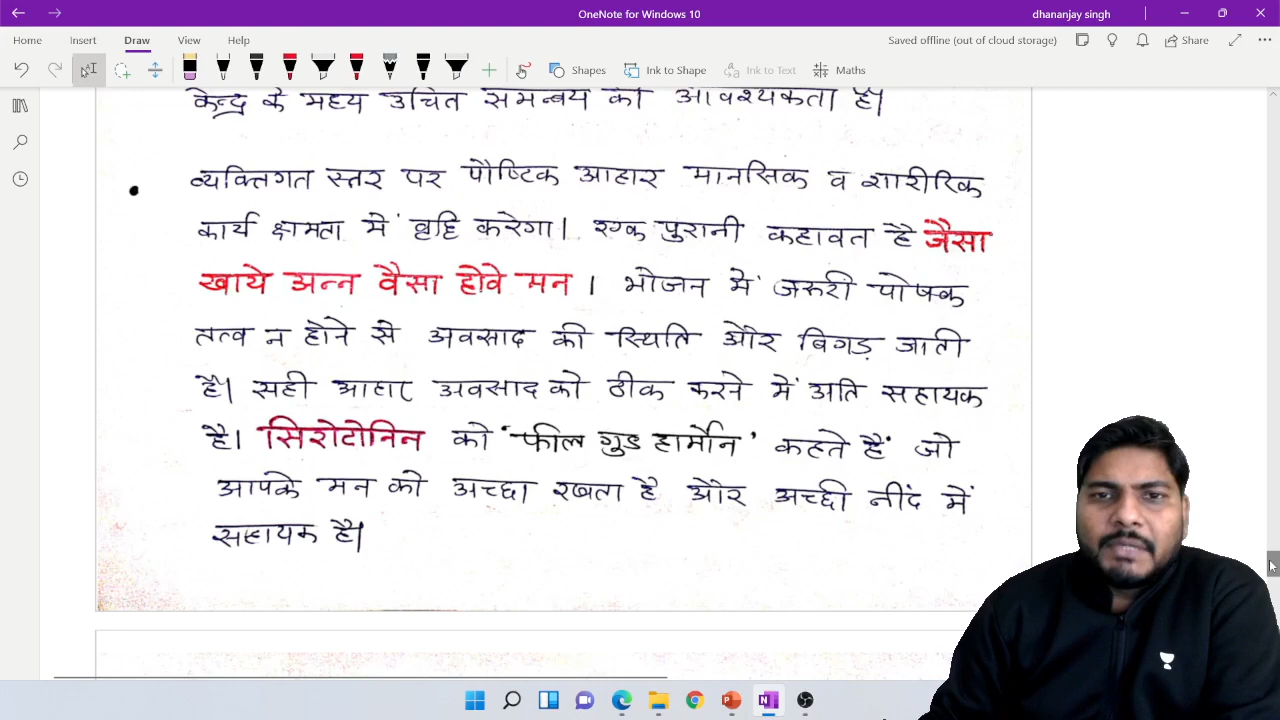 OneNote for Windows 10
dhananjay singh
Home Insert Draw View Help
Saved offline (out of cloud storage)
Share
Shapes
Ink to Shape
Ink to Text
Maths
केन्द्र के मध्य उचित समन्वय की आवश्यकता है।
• व्यक्तिगत स्तर पर पौष्टिक आहार मानसिक व शारीरिक
कार्य क्षमता में वृद्धि करेगा। एक पुरानी कहावत है जैसा
खाये अन्न वैसा होवे मन । भोजन में जरुरी पोषक
तत्व न होने से अवसाद की स्थिति और बिगड़ जाती
है। सही आहार अवसाद को ठीक करने में अति सहायक
है। सिरोटोनिन को 'फील गुड हार्मोन' कहते हैं जो
आपके मन को अच्छा रखता है और अच्छी नींद में
सहायक है।